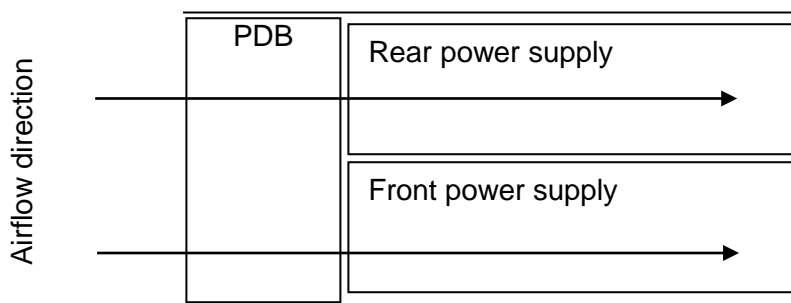 PDB
Rear power supply
Front power supply
Airflow direction